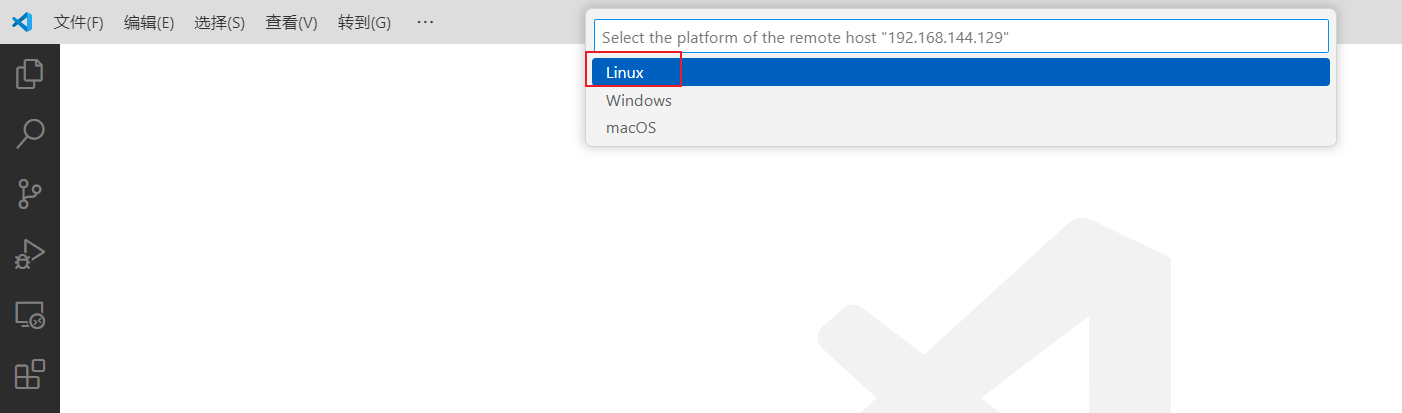 文件(F) 编辑(E) 选择(S) 查看(V) 转到(G) ···
Select the platform of the remote host "192.168.144.129"
Linux
Windows
macOS